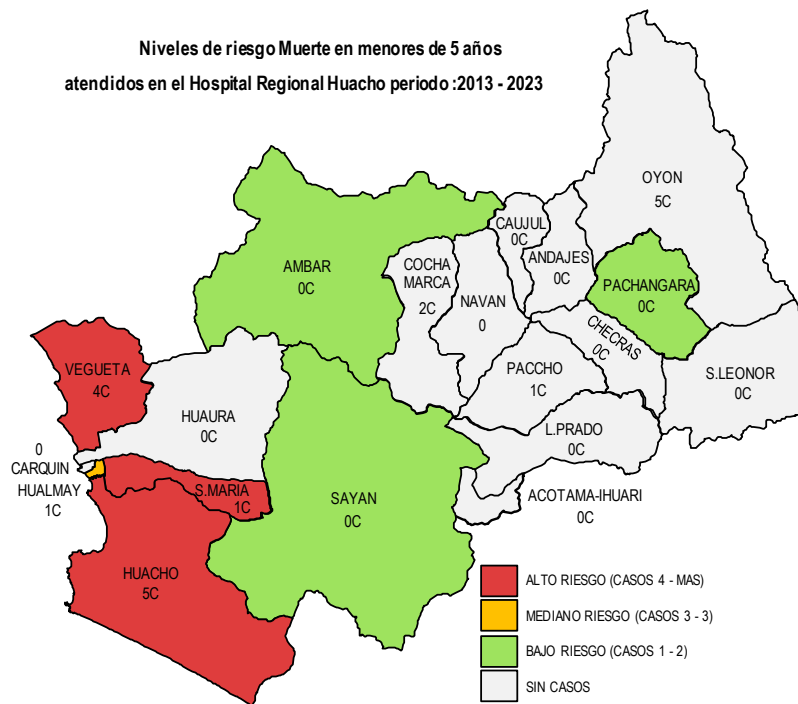 Niveles de riesgo Muerte en menores de 5 años
atendidos en el Hospital Regional Huacho periodo :2013 - 2023
OYON
5C
CAUJUL
0C
ANDAJES
0C
AMBAR
0C
COCHA
MARCA
2C
NAVAN
0
PACHANGARA
0C
CHECRAS
0C
VEGUETA
4C
PACCHO
1C
S.LEONOR
0C
HUAURA
0C
L.PRADO
0C
0
CARQUIN
HUALMAY
1C
S.MARIA
1C
SAYAN
0C
ACOTAMA-IHUARI
0C
HUACHO
5C
ALTO RIESGO (CASOS 4 - MAS)
MEDIANO RIESGO (CASOS 3 - 3)
BAJO RIESGO (CASOS 1 - 2)
SIN CASOS